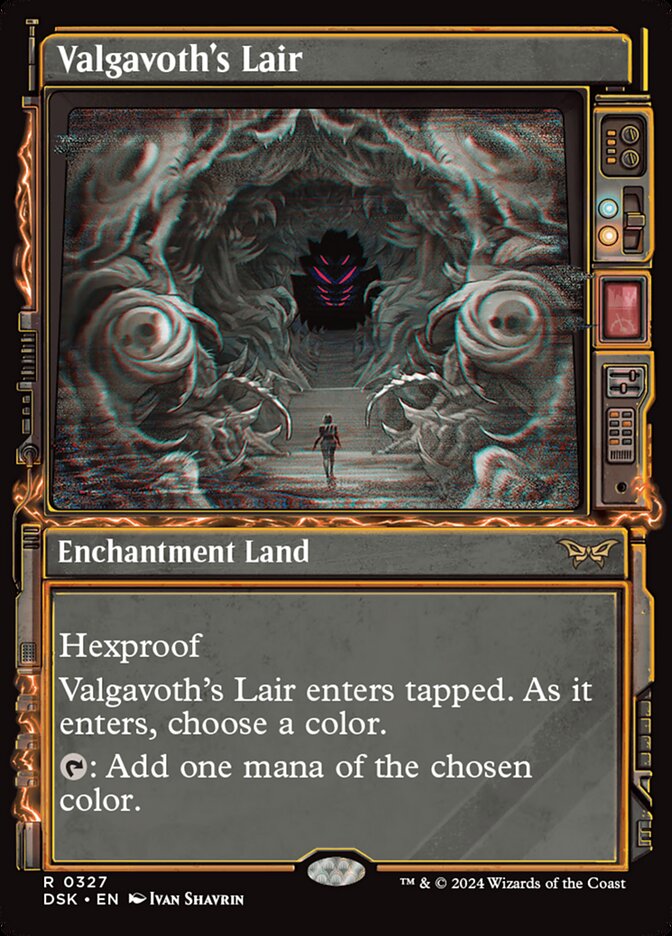 Valgavoth's Lair
Enchantment Land
Hexproof
Valgavoth's Lair enters tapped. As it
enters, choose a color.
: Add one mana of the chosen
color.
R 0327
DSK • EN Ivan Shavrin
™ & © 2024 Wizards of the Coast